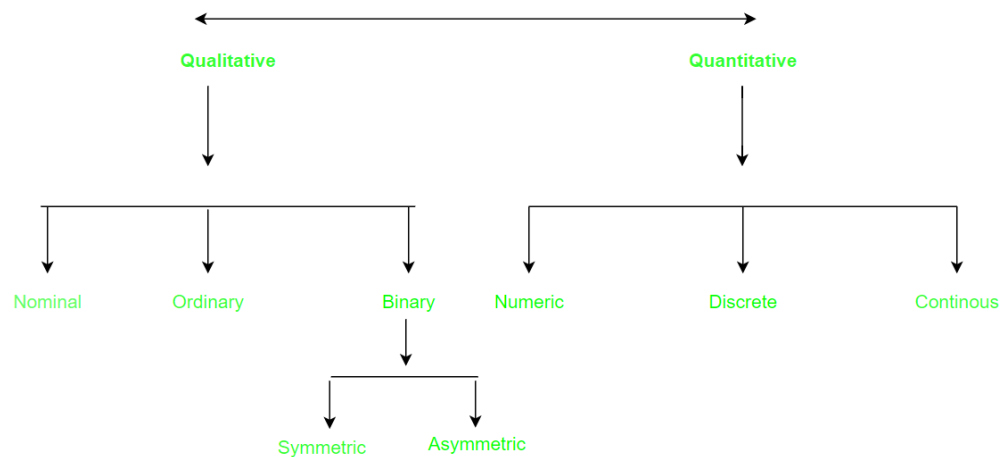 Qualitative
Quantitative
Nominal
Ordinary
Binary
Numeric
Discrete
Continous
Symmetric
Asymmetric